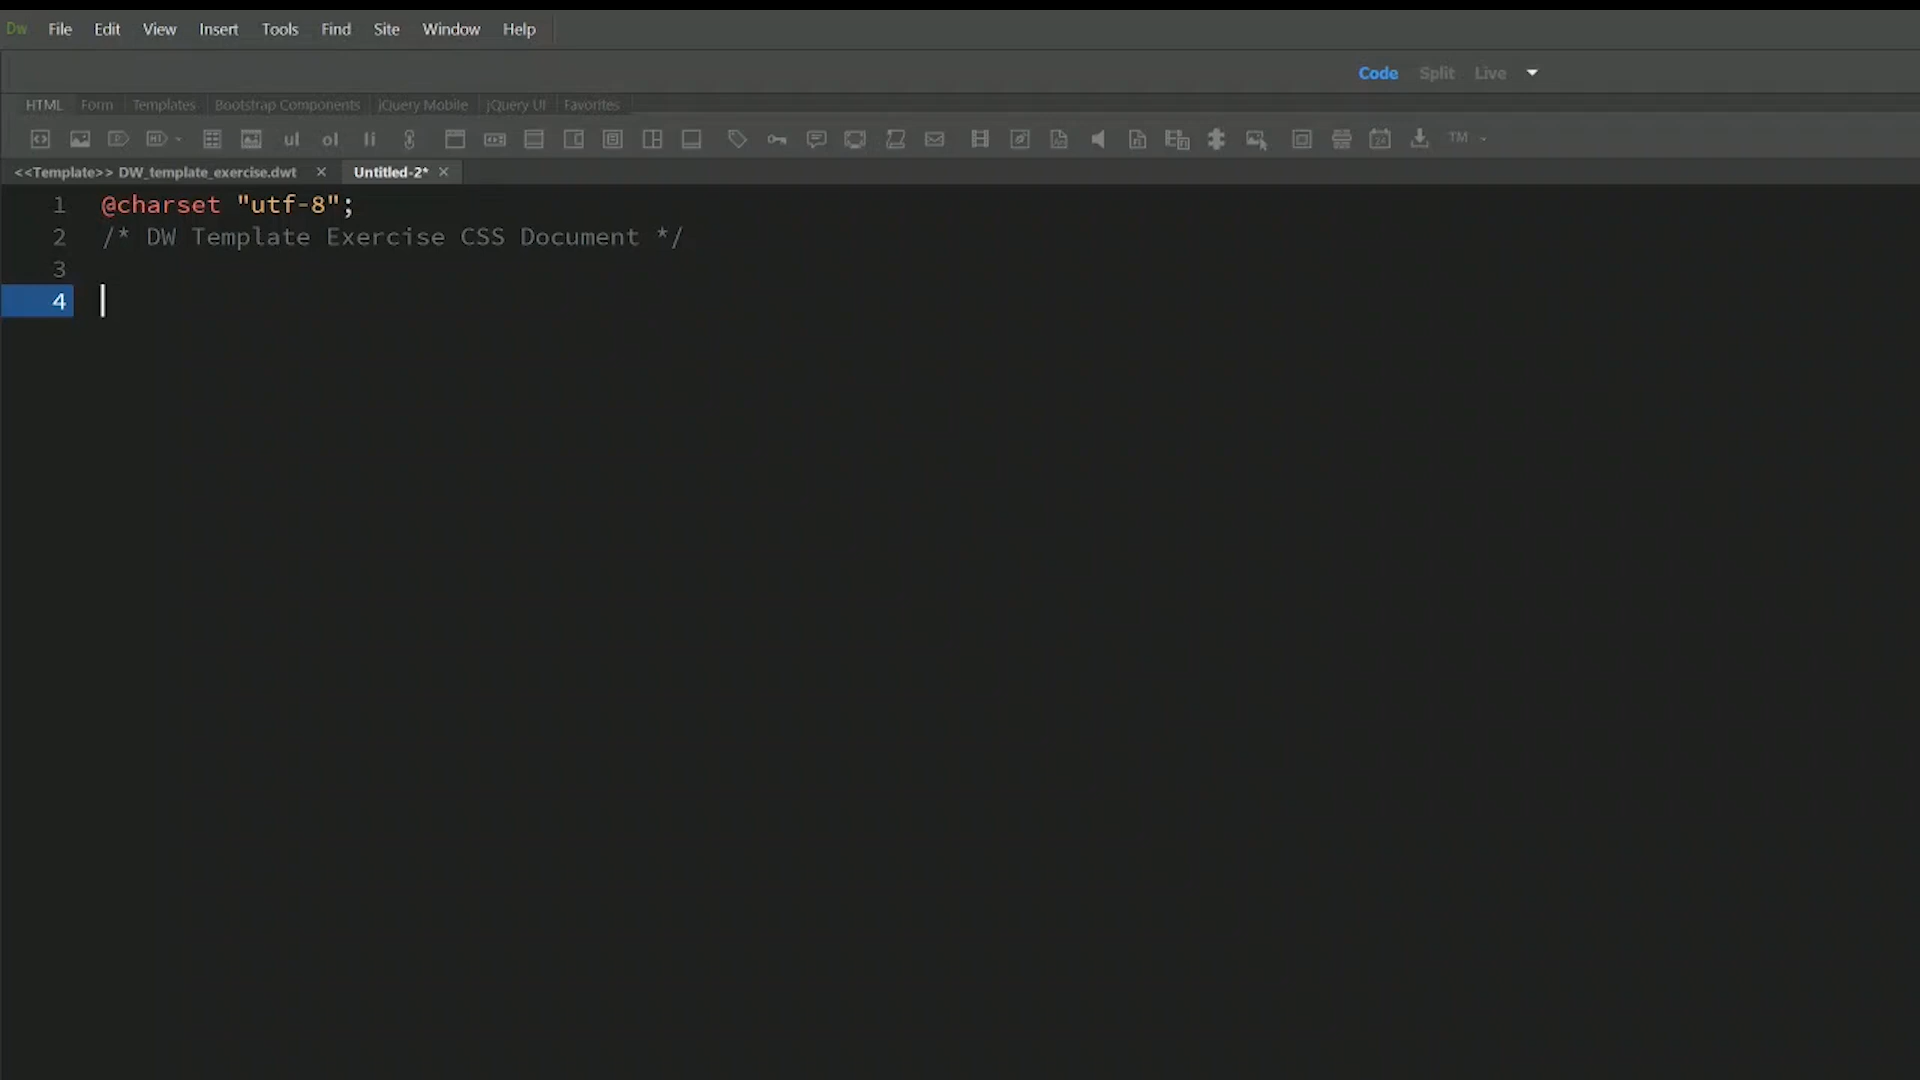 Dw File Edit View Insert Tools Find Site Window Help
Code Split Live
HTML Form Templates Bootstrap Components jQuery Mobile jQuery UI Favorites
ul ol li TM
<<Template>> DW_template_exercise.dwt × Untitled-2* ×
1 @charset "utf-8";
2 /* DW Template Exercise CSS Document */
3
4